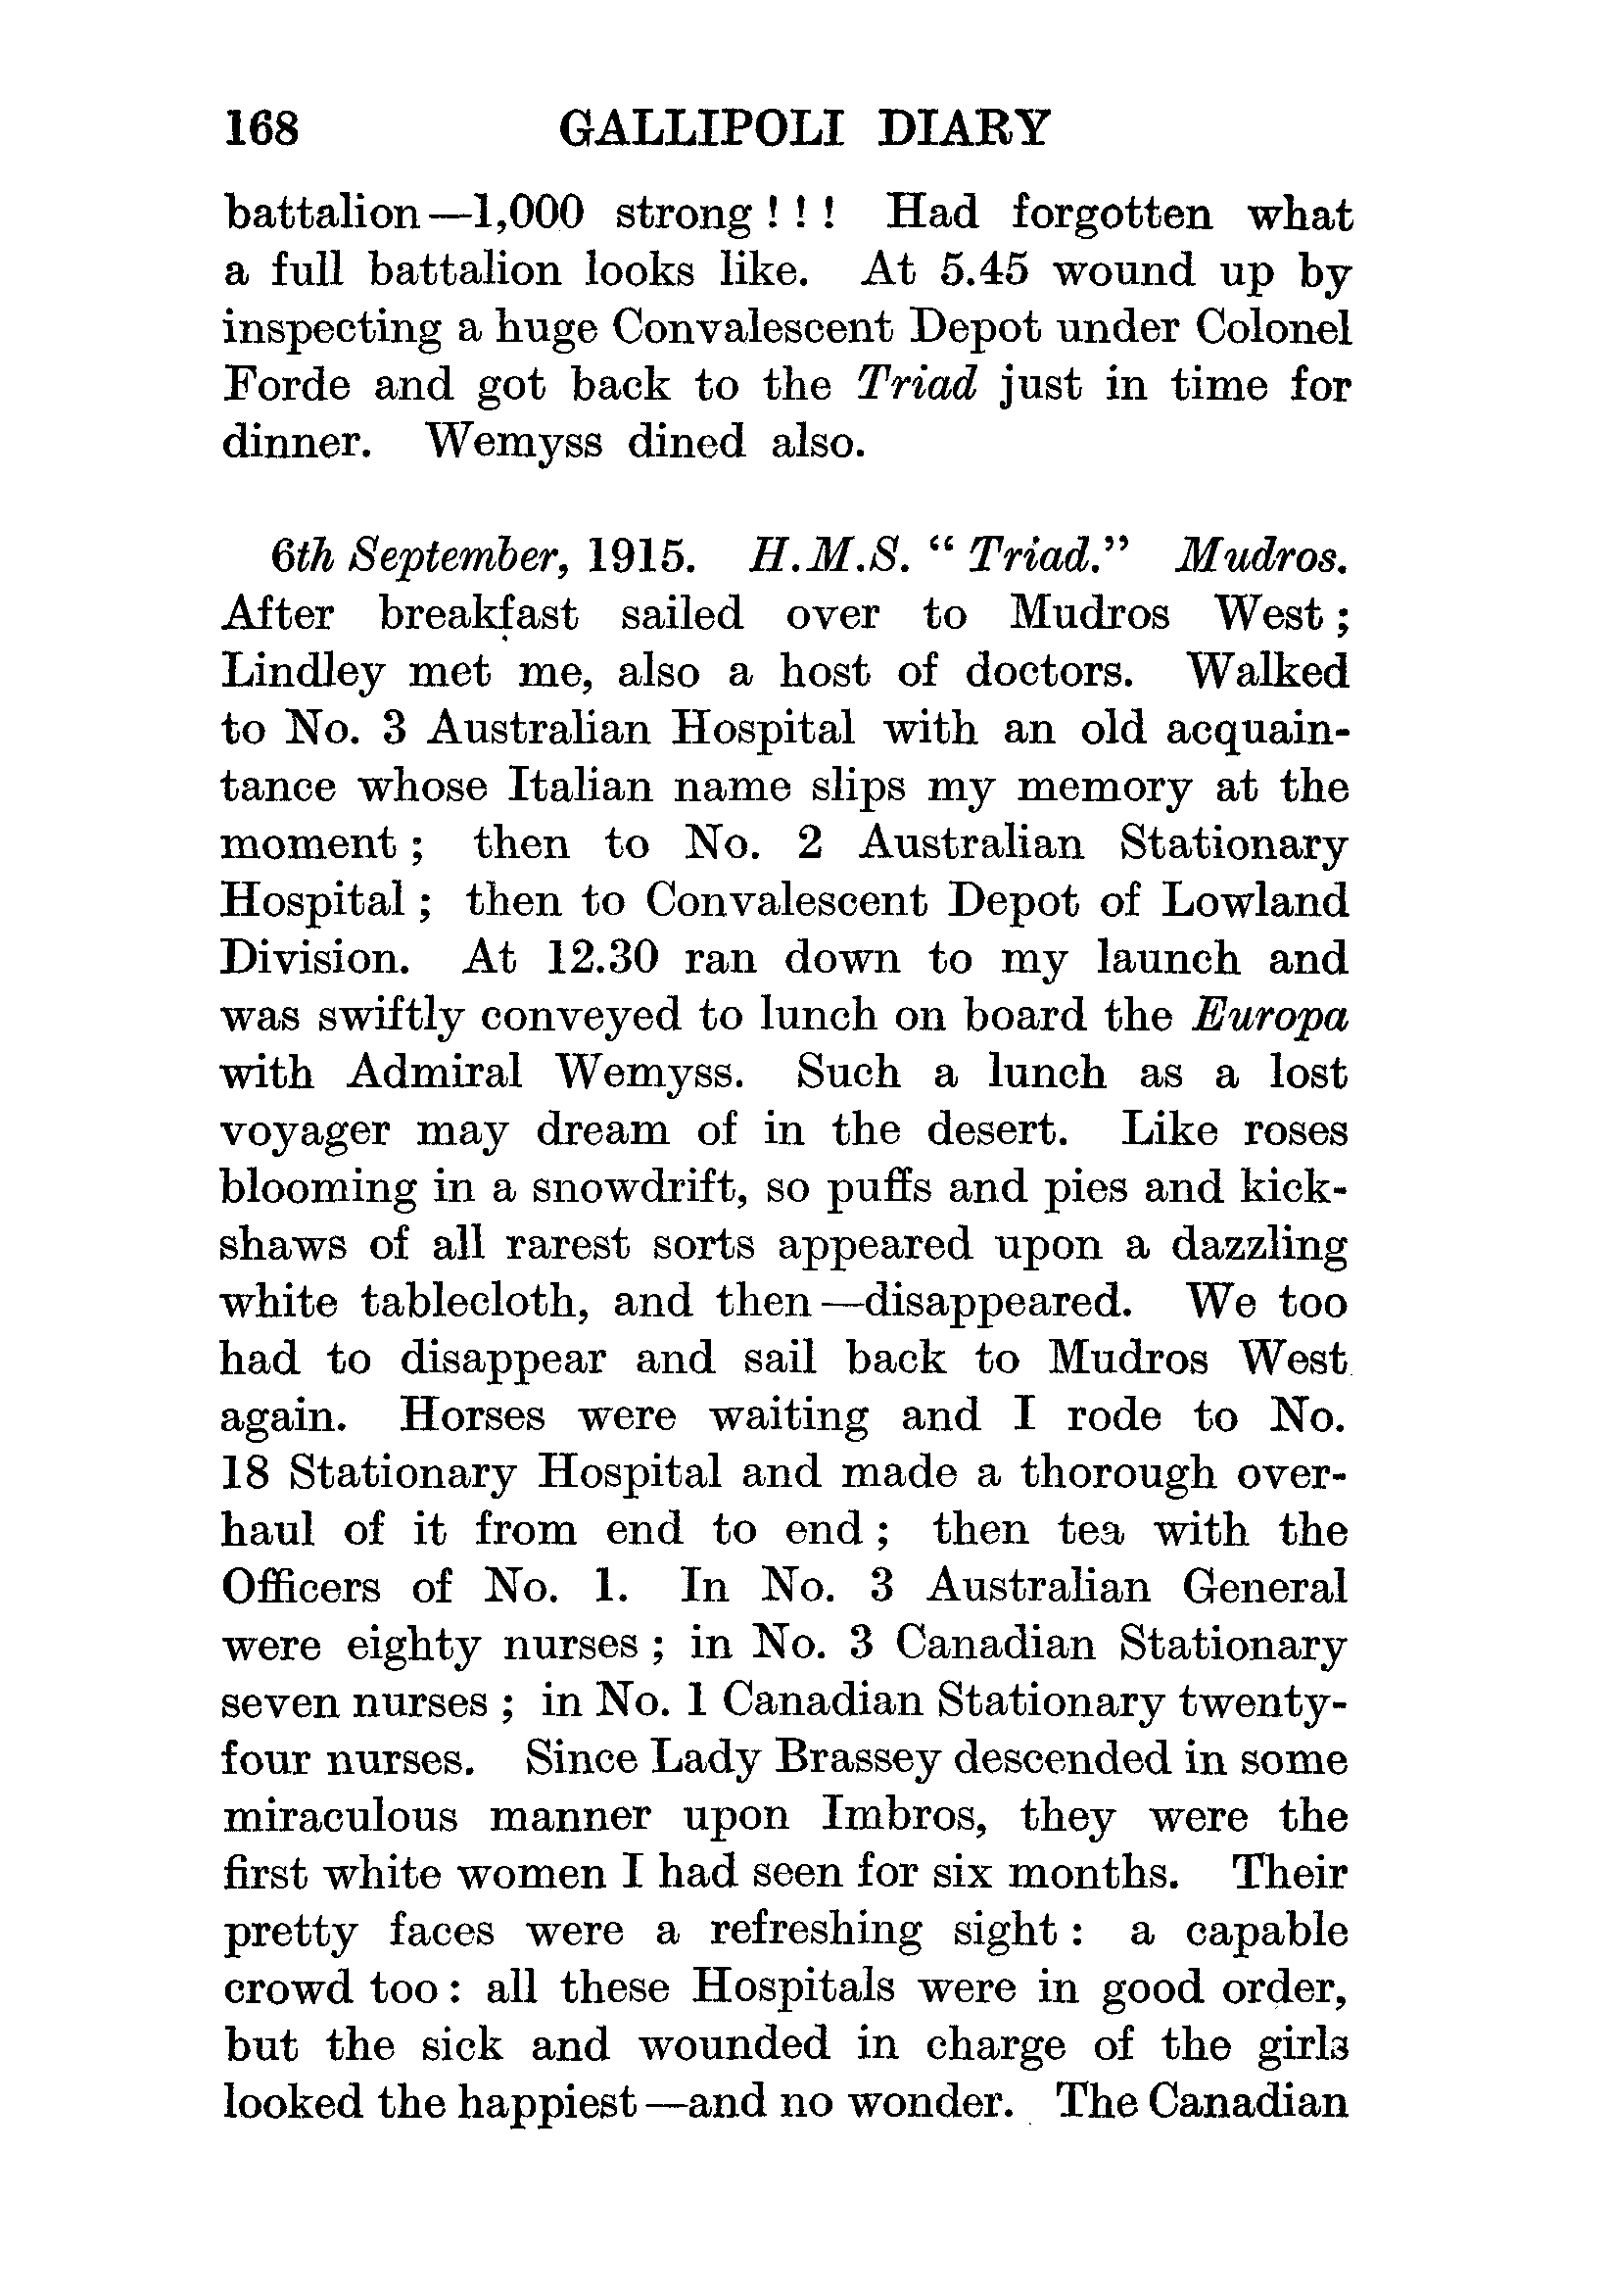 168 GALLIPOLI DIARY
battalion—1,000 strong ! ! ! Had forgotten what
a full battalion looks like. At 5.45 wound up by
inspecting a huge Convalescent Depot under Colonel
Forde and got back to the Triad just in time for
dinner. Wemyss dined also.
6th September, 1915. H.M.S. “ Triad.” Mudros.
After breakfast sailed over to Mudros West ;
Lindley met me, also a host of doctors. Walked
to No. 3 Australian Hospital with an old acquain-
tance whose Italian name slips my memory at the
moment ; then to No. 2 Australian Stationary
Hospital ; then to Convalescent Depot of Lowland
Division. At 12.30 ran down to my launch and
was swiftly conveyed to lunch on board the Europa
with Admiral Wemyss. Such a lunch as a lost
voyager may dream of in the desert. Like roses
blooming in a snowdrift, so puffs and pies and kick-
shaws of all rarest sorts appeared upon a dazzling
white tablecloth, and then—disappeared. We too
had to disappear and sail back to Mudros West
again. Horses were waiting and I rode to No.
18 Stationary Hospital and made a thorough over-
haul of it from end to end ; then tea with the
Officers of No. 1. In No. 3 Australian General
were eighty nurses ; in No. 3 Canadian Stationary
seven nurses ; in No. 1 Canadian Stationary twenty-
four nurses. Since Lady Brassey descended in some
miraculous manner upon Imbros, they were the
first white women I had seen for six months. Their
pretty faces were a refreshing sight : a capable
crowd too : all these Hospitals were in good order,
but the sick and wounded in charge of the girls
looked the happiest—and no wonder. The Canadian